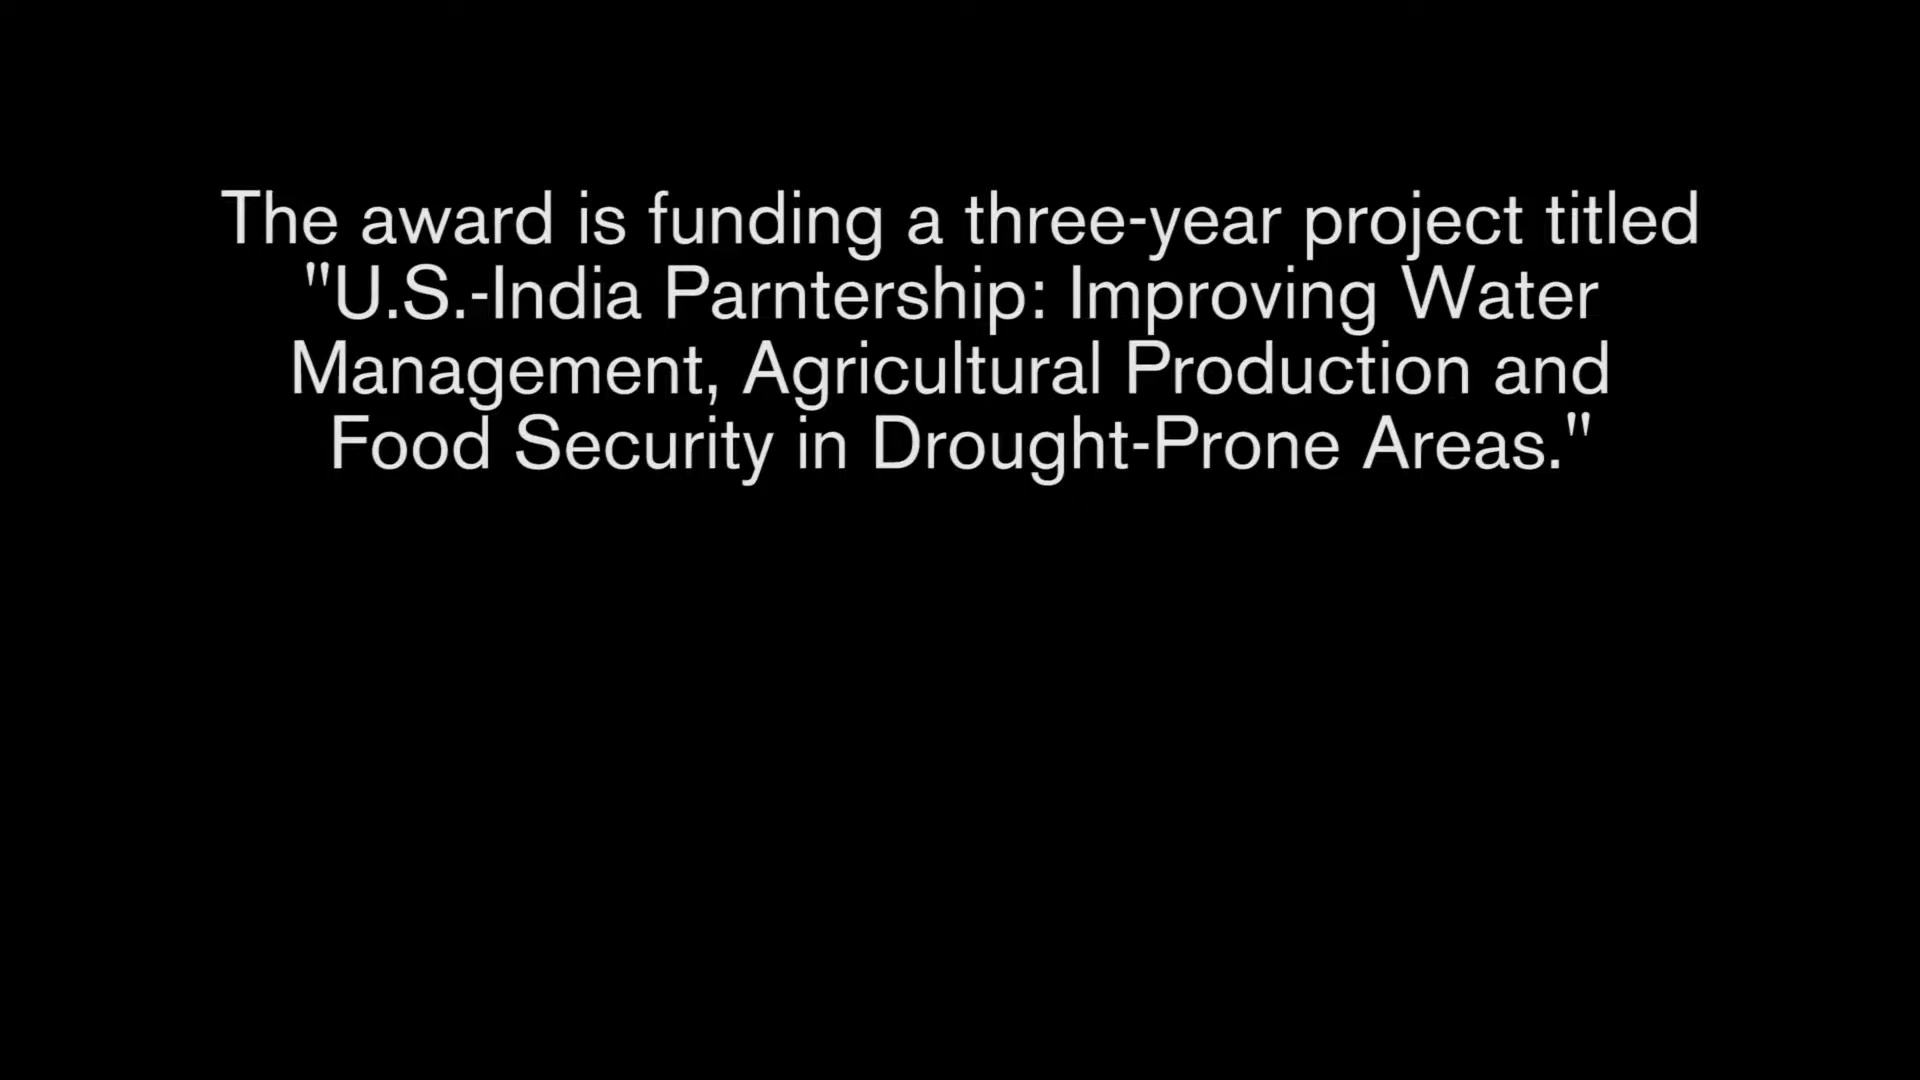 The award is funding a three-year project titled
"U.S.-India Parntership: Improving Water
Management, Agricultural Production and
Food Security in Drought-Prone Areas."